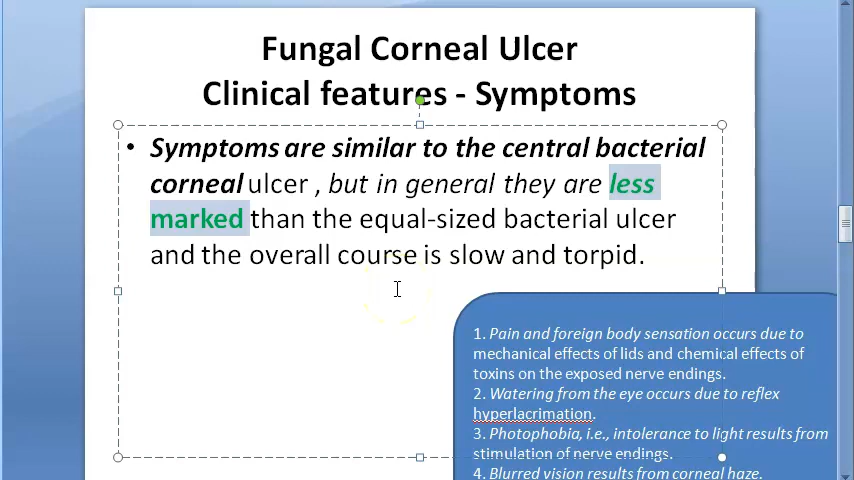 Fungal Corneal Ulcer
Clinical features - Symptoms
• Symptoms are similar to the central bacterial
corneal ulcer , but in general they are less
marked than the equal-sized bacterial ulcer
and the overall course is slow and torpid.
1. Pain and foreign body sensation occurs due to
mechanical effects of lids and chemical effects of
toxins on the exposed nerve endings.
2. Watering from the eye occurs due to reflex
hyperlacrimation.
3. Photophobia, i.e., intolerance to light results from
stimulation of nerve endings.
4. Blurred vision results from corneal haze.